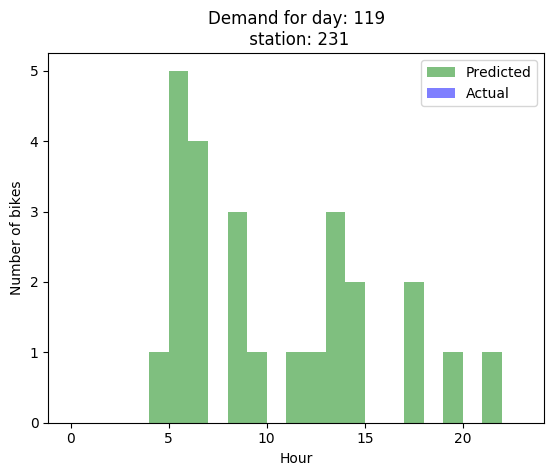 Demand for day: 119
station: 231
Predicted
Actual
Number of bikes
5
4
3
2
1
0
0 5 10 15 20
Hour